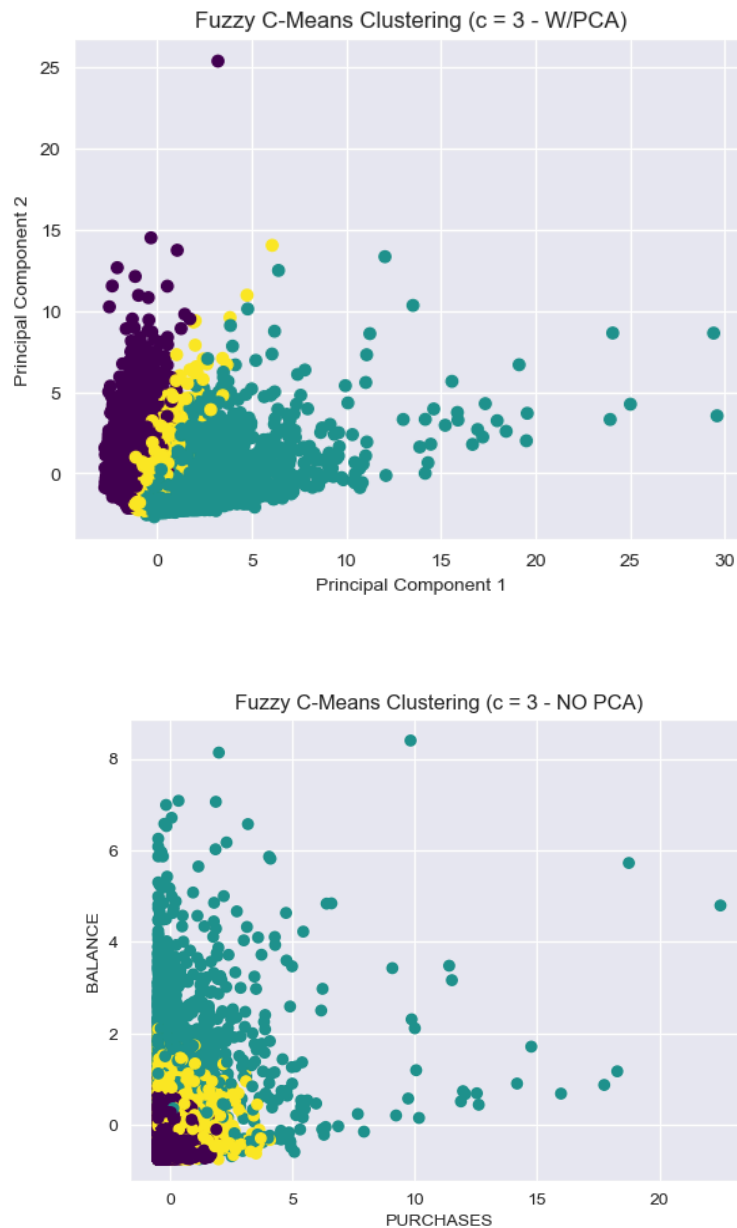 Fuzzy C-Means Clustering (c = 3 - W/PCA)
25
20
15
10
5
0
Principal Component 2
0 5 10 15 20 25 30
Principal Component 1
Fuzzy C-Means Clustering (c = 3 - NO PCA)
8
6
4
2
0
BALANCE
0 5 10 15 20
PURCHASES